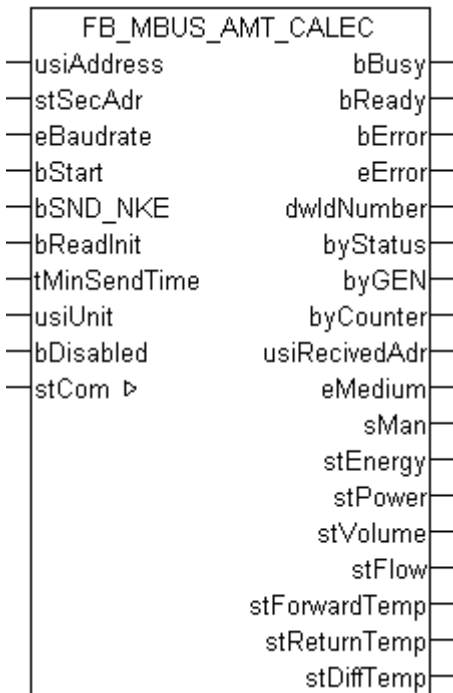 FB_MBUS_AMT_CALEC
usiAddress bBusy
stSecAdr bReady
eBaudrate bError
bStart eError
bSND_NKE dwIdNumber
bReadInit byStatus
tMinSendTime byGEN
usiUnit byCounter
bDisabled usiRecivedAdr
stCom ▷ eMedium
sMan
stEnergy
stPower
stVolume
stFlow
stForwardTemp
stReturnTemp
stDiffTemp